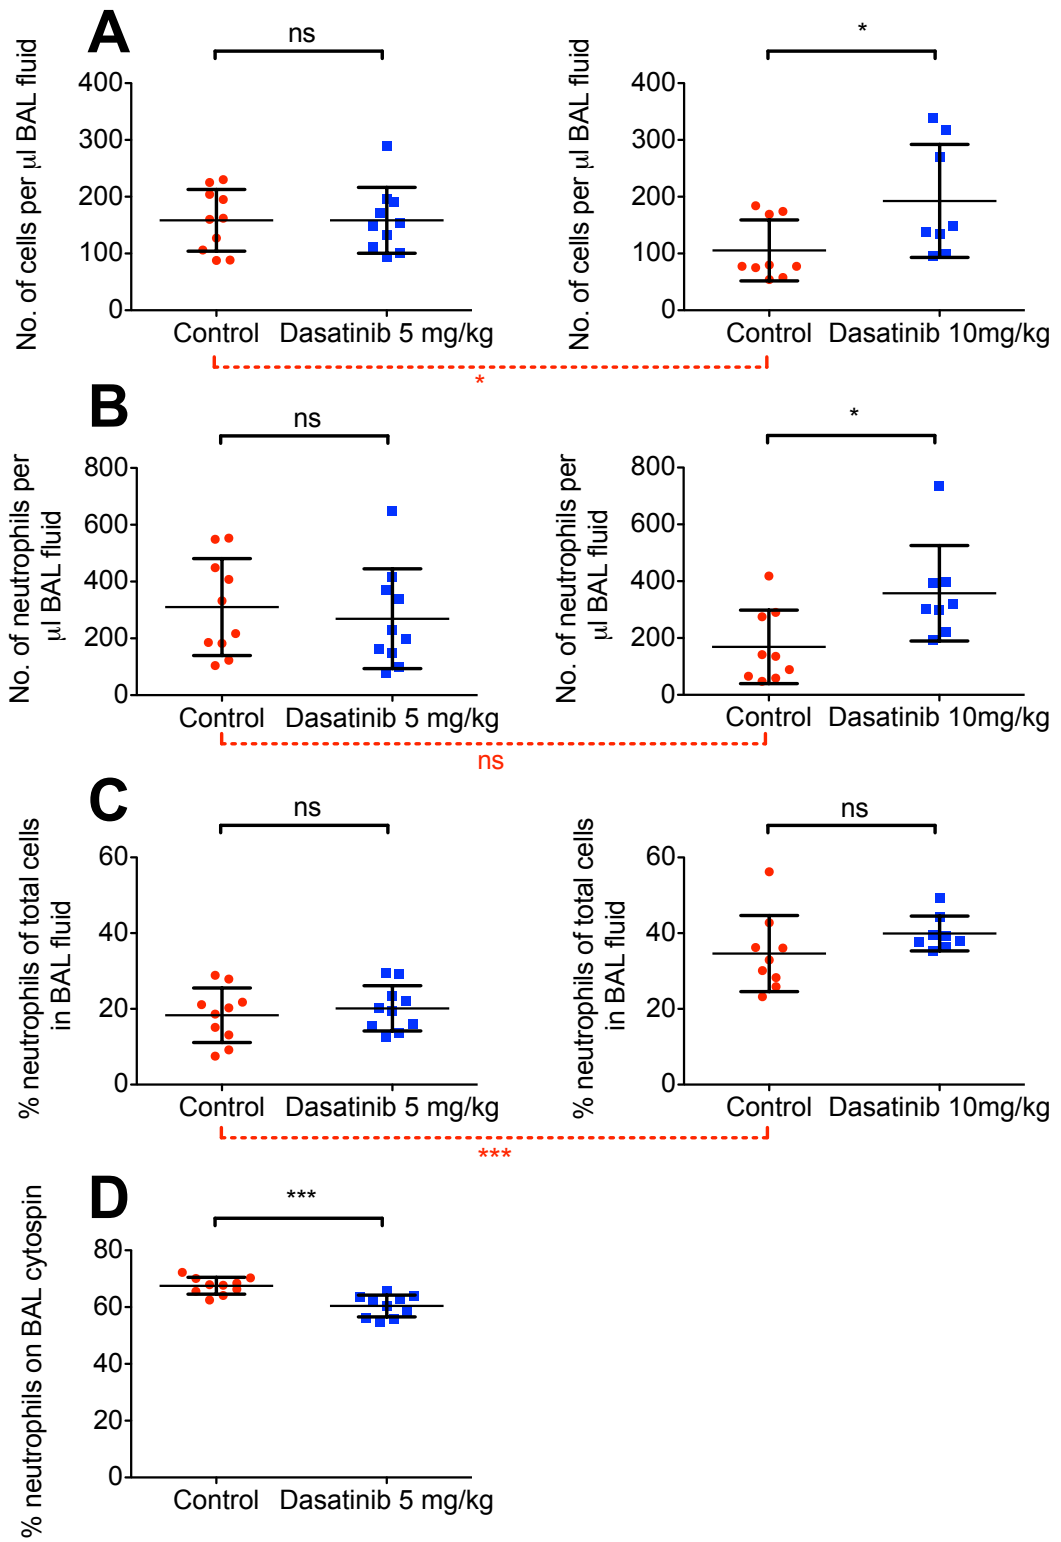 A
ns
*
No. of cells per μl BAL fluid
400
300
200
100
0
Control
Dasatinib 5 mg/kg
No. of cells per μl BAL fluid
400
300
200
100
0
Control
Dasatinib 10mg/kg
*
B
ns
*
No. of neutrophils per
μl BAL fluid
800
600
400
200
0
Control
Dasatinib 5 mg/kg
No. of neutrophils per
μl BAL fluid
800
600
400
200
0
Control
Dasatinib 10mg/kg
ns
C
ns
ns
% neutrophils of total cells
in BAL fluid
60
40
20
0
Control
Dasatinib 5 mg/kg
% neutrophils of total cells
in BAL fluid
60
40
20
0
Control
Dasatinib 10mg/kg
***
D
***
% neutrophils on BAL cytospin
80
60
40
20
0
Control
Dasatinib 5 mg/kg